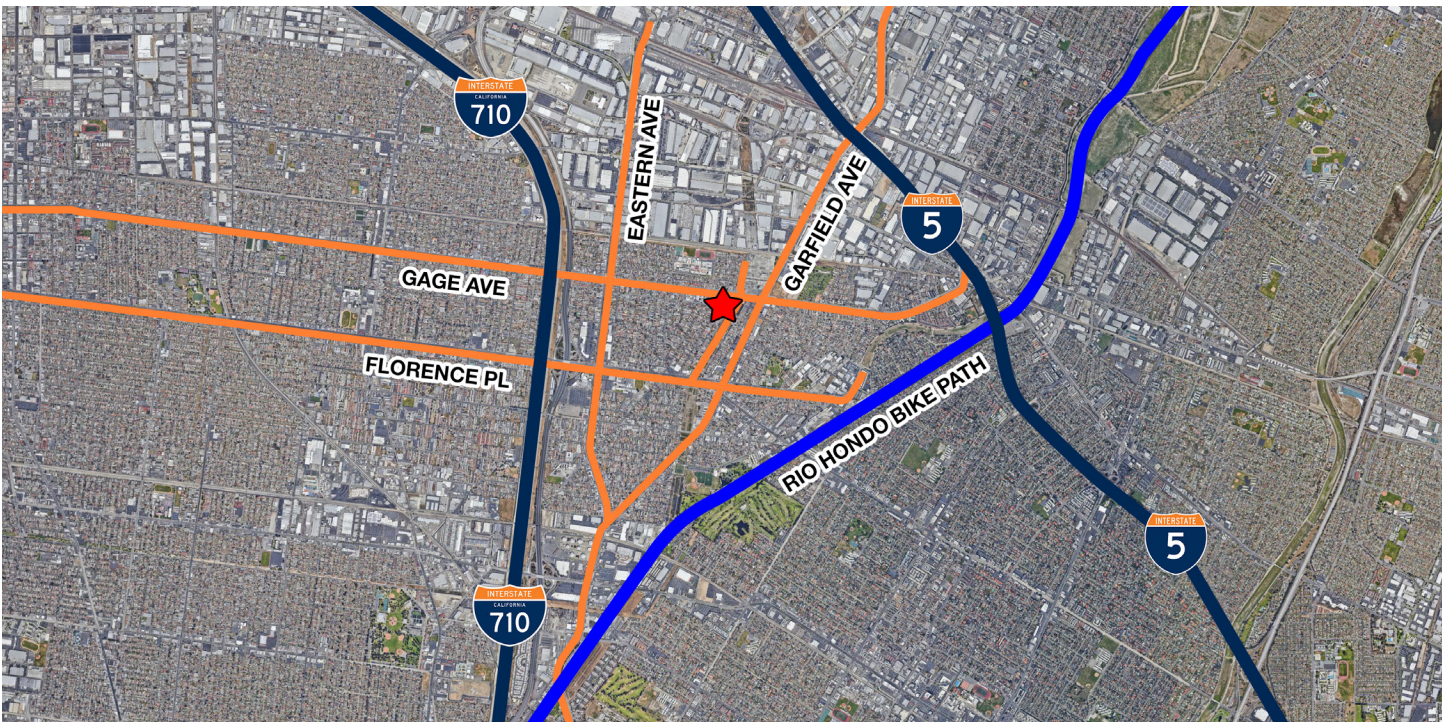 INTERSTATE
CALIFORNIA
710
EASTERN AVE
GARFIELD AVE
INTERSTATE
5
GAGE AVE
FLORENCE PL
RIO HONDO BIKE PATH
INTERSTATE
5
INTERSTATE
CALIFORNIA
710